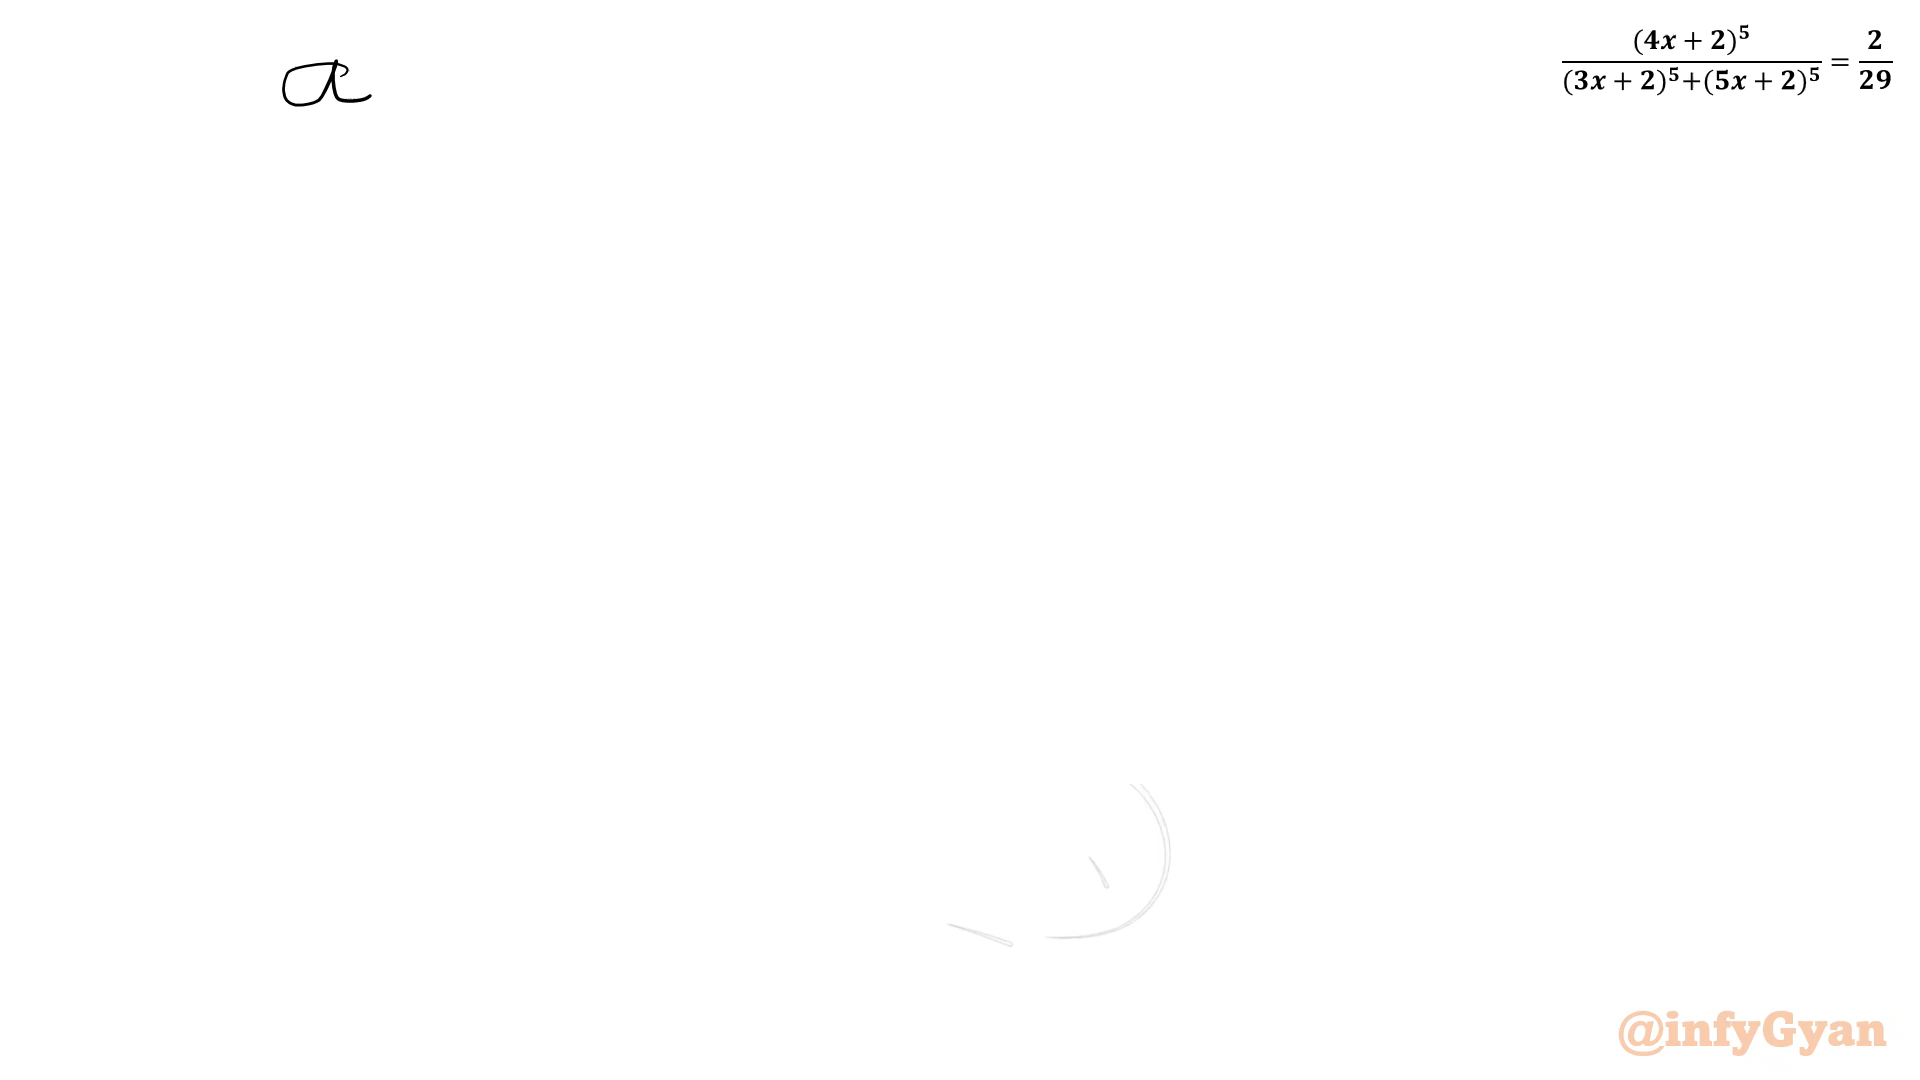 a
(4x + 2)⁵
(3x + 2)⁵+(5x + 2)⁵ = 2
29
@infyGyan